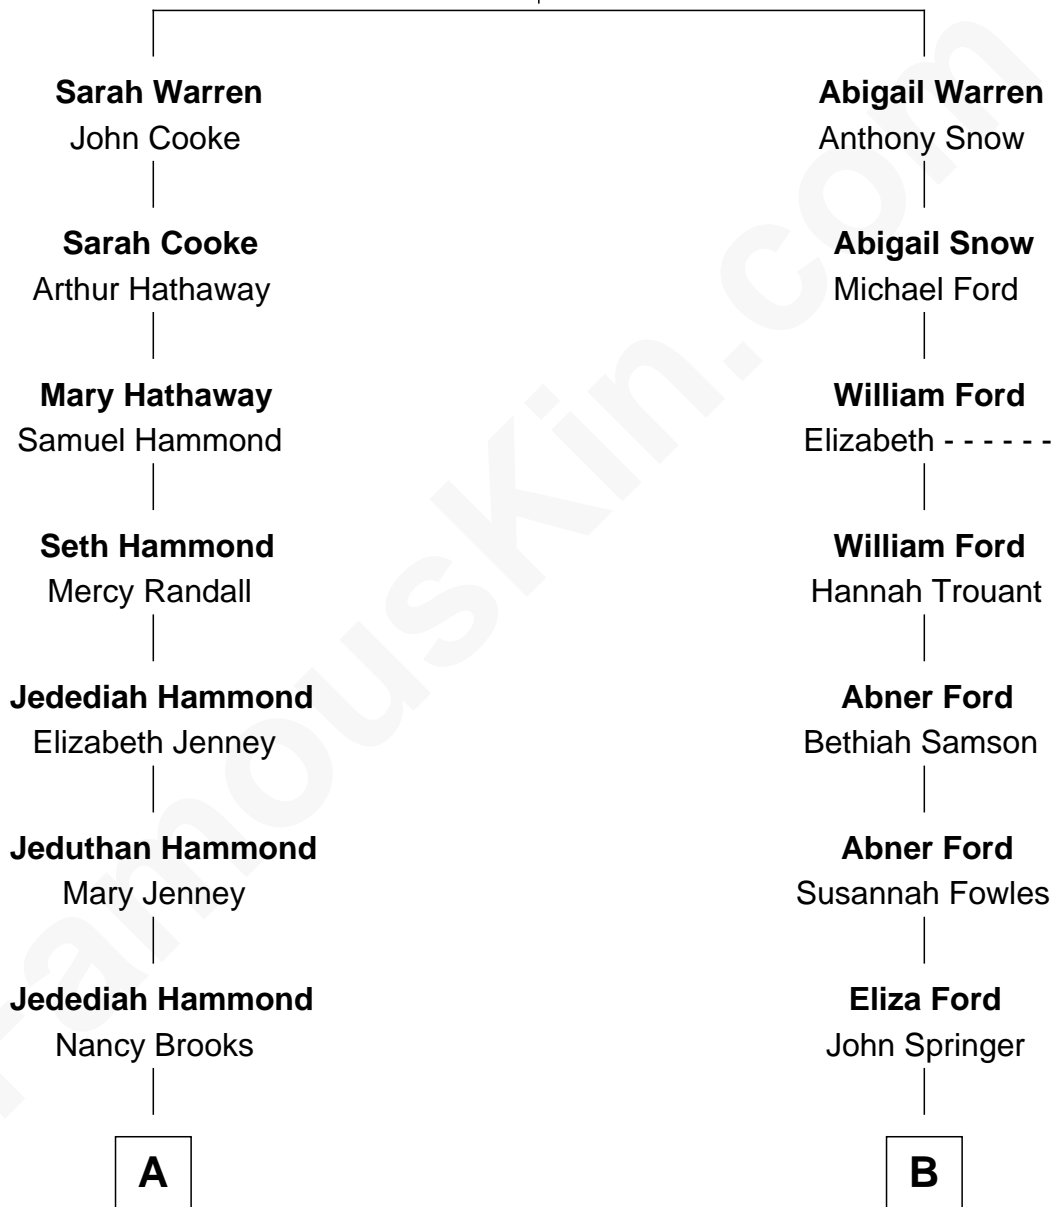 Sarah Warren
John Cooke
Sarah Cooke
Arthur Hathaway
Mary Hathaway
Samuel Hammond
Seth Hammond
Mercy Randall
Jedediah Hammond
Elizabeth Jenney
Jeduthan Hammond
Mary Jenney
Jedediah Hammond
Nancy Brooks
A
Abigail Warren
Anthony Snow
Abigail Snow
Michael Ford
William Ford
Elizabeth - - - - - -
William Ford
Hannah Trouant
Abner Ford
Bethiah Samson
Abner Ford
Susannah Fowles
Eliza Ford
John Springer
B
FamousKin.com